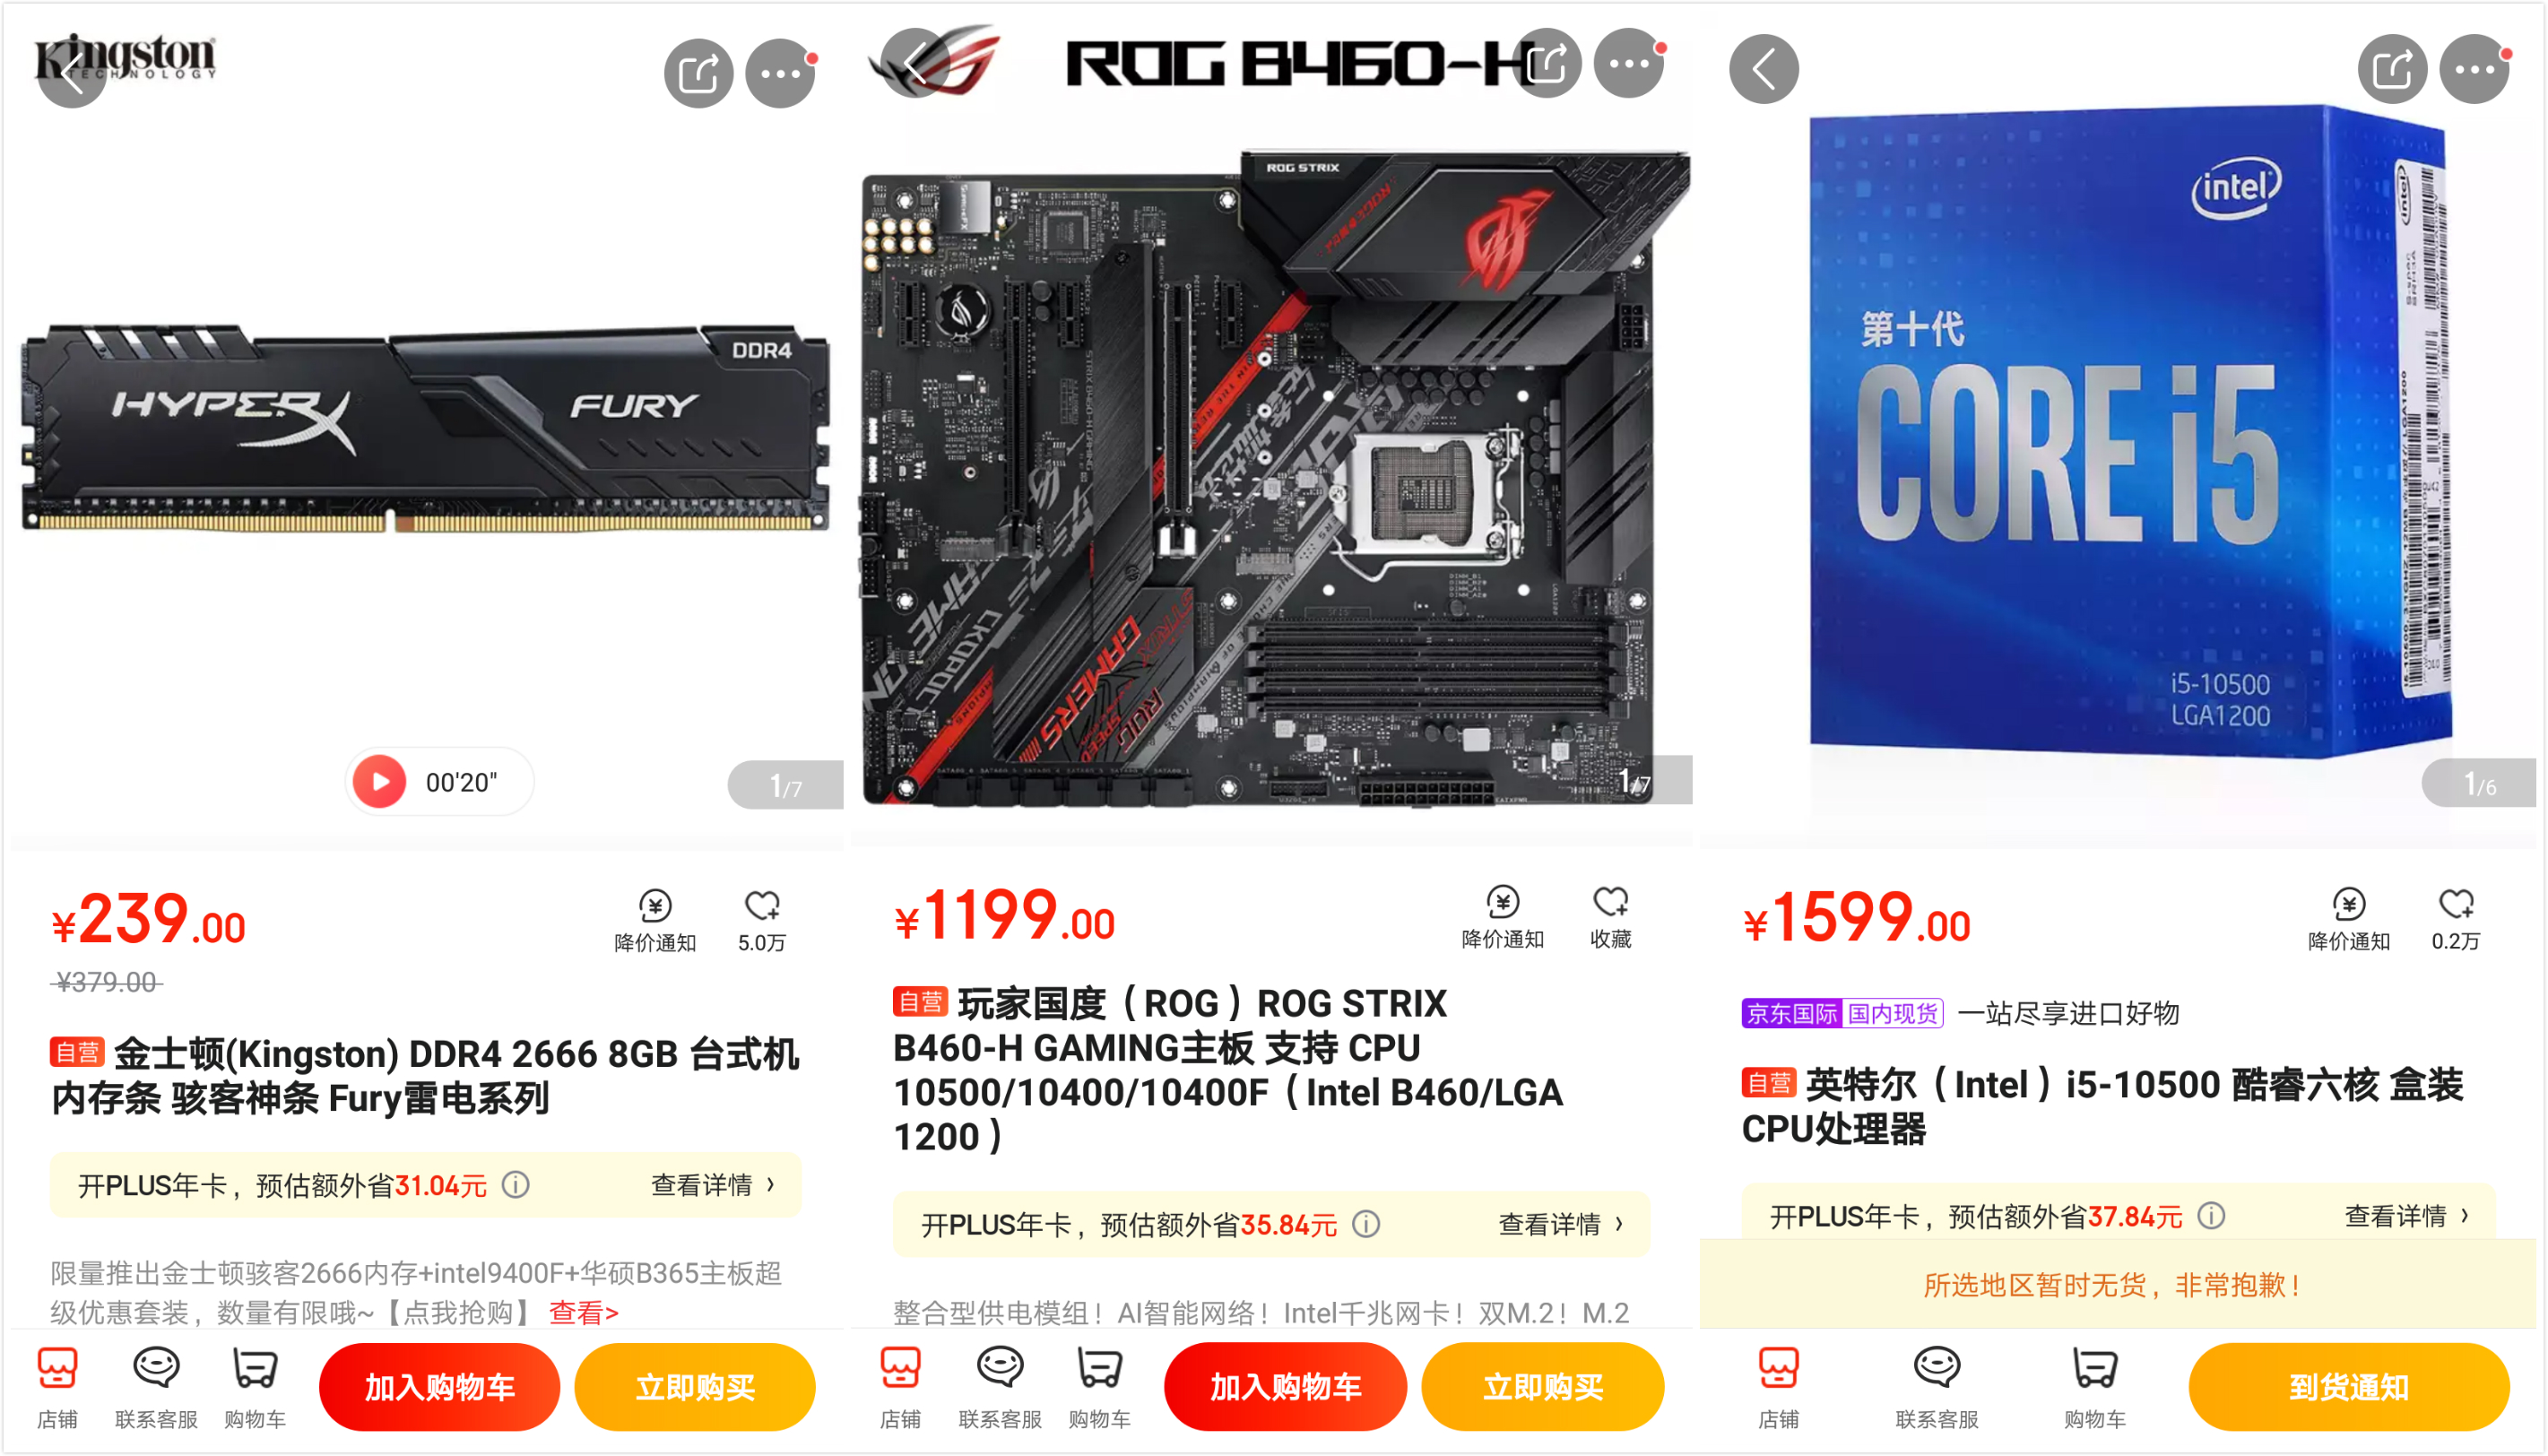 Kingston
TECHNOLOGY
HYPERX
FURY
DDR4
00'20"
1/7
¥239.00
降价通知
5.0万
¥379.00
自营 金士顿(Kingston) DDR4 2666 8GB 台式机
内存条 骇客神条 Fury雷电系列
开PLUS年卡，预估额外省31.04元
查看详情 ›
限量推出金士顿骇客2666内存+intel9400F+华硕B365主板超
级优惠套装，数量有限哦~【点我抢购】 查看>
店铺
联系客服
购物车
加入购物车
立即购买
ROG B460-H
ROG STRIX
GAMERS
1/7
¥1199.00
降价通知
收藏
自营 玩家国度（ROG）ROG STRIX
B460-H GAMING主板 支持 CPU
10500/10400/10400F（Intel B460/LGA
1200）
开PLUS年卡，预估额外省35.84元
查看详情 ›
整合型供电模组！AI智能网络！Intel千兆网卡！双M.2！M.2
店铺
联系客服
购物车
加入购物车
立即购买
intel
第十代
CORE i5
i5-10500
LGA1200
1/6
¥1599.00
降价通知
0.2万
京东国际 国内现货 一站尽享进口好物
自营 英特尔（Intel）i5-10500 酷睿六核 盒装
CPU处理器
开PLUS年卡，预估额外省37.84元
查看详情 ›
所选地区暂时无货，非常抱歉！
店铺
联系客服
购物车
到货通知